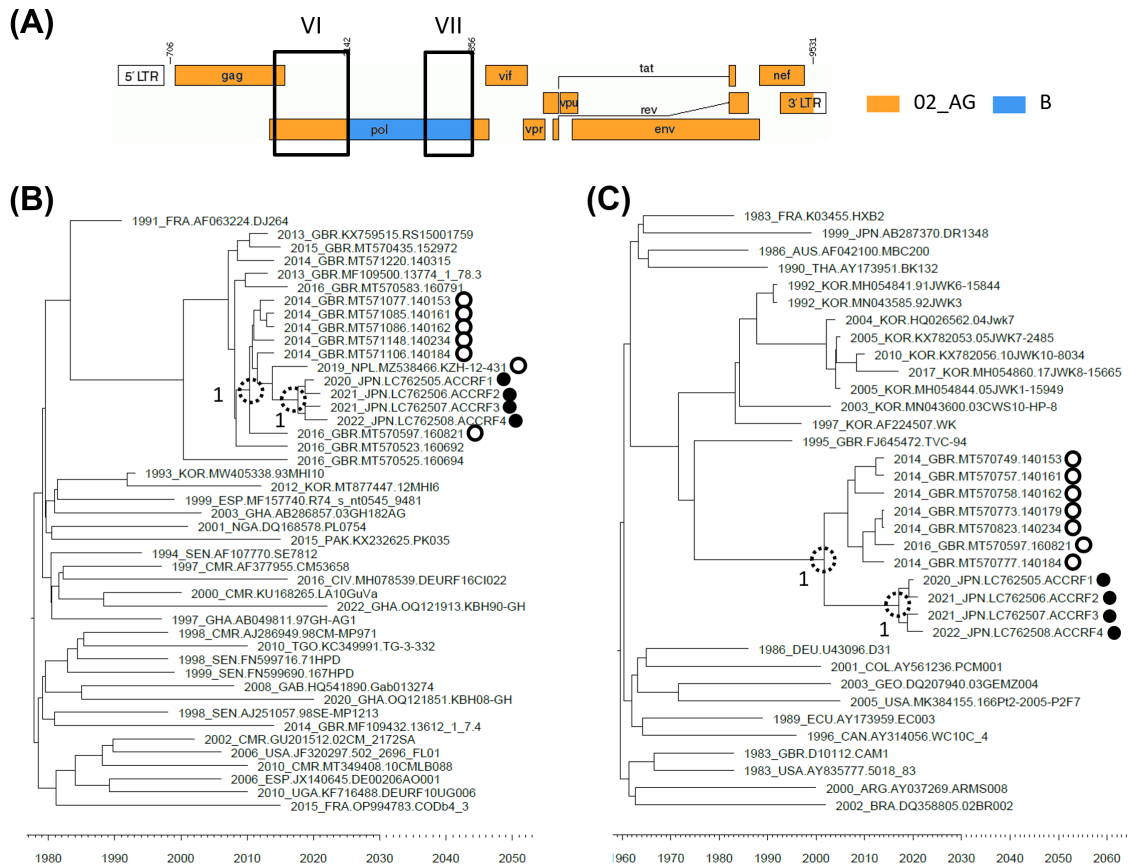 (A)
VI
VII
706
2142
856
9531
5′ LTR
gag
vif
tat
nef
vpu
rev
3′ LTR
pol
vpr
env
02_AG
B
(B)
1991_FRA.AF063224.DJ264
2013_GBR.KX759515.RS15001759
2015_GBR.MT570435.152972
2014_GBR.MT571220.140315
2013_GBR.MF109500.13774_1_78.3
2016_GBR.MT570583.160791
2014_GBR.MT571077.140153
2014_GBR.MT571085.140161
2014_GBR.MT571086.140162
2014_GBR.MT571148.140234
2014_GBR.MT571106.140184
2019_NPL.MZ538466.KZH-12-431
2020_JPN.LC762505.ACCRF1
2021_JPN.LC762506.ACCRF2
2021_JPN.LC762507.ACCRF3
2022_JPN.LC762508.ACCRF4
2016_GBR.MT570597.160821
2016_GBR.MT570523.160692
2016_GBR.MT570525.160694
1993_KOR.MW405338.93MHI10
2012_KOR.MT877447.12MHI6
1999_ESP.MF157740.R74_s_nt0545_9481
2003_GHA.AB286857.03GH182AG
2001_NGA.DQ168578.PL0754
2015_PAK.KX232625.PK035
1994_SEN.AF107770.SE7812
1997_CMR.AF377955.CM53658
2016_CIV.MH078539.DEURF16CI022
2000_CMR.KU168265.LA10GuVa
2022_GHA.OQ121913.KBH90-GH
1997_GHA.AB049811.97GH-AG1
1998_CMR.AJ286949.98CM-MP971
2010_TGO.KC349991.TG-3-332
1998_SEN.FN599716.71HPD
1999_SEN.FN599690.167HPD
2008_GAB.HQ541890.Gab013274
2020_GHA.OQ121851.KBH08-GH
1998_SEN.AJ251057.98SE-MP1213
2014_GBR.MF109432.13612_1_7.4
2002_CMR.GU201512.02CM_2172SA
2006_USA.JF320297.502_2696_FL01
2010_CMR.MT349408.10CMLB088
2006_ESP.JX140645.DE00206AO001
2010_UGA.KF716488.DEURF10UG006
2015_FRA.OP994783.CODb4_3
1
1
1980 1990 2000 2010 2020 2030 2040 2050
(C)
1983_FRA.K03455.HXB2
1999_JPN.AB287370.DR1348
1986_AUS.AF042100.MBC200
1990_THA.AY173951.BK132
1992_KOR.MH054841.91JWK6-15844
1992_KOR.MN043585.92JWK3
2004_KOR.HQ026562.04Jwk7
2005_KOR.KX782053.05JWK7-2485
2010_KOR.KX782056.10JWK10-8034
2017_KOR.MH054860.17JWK8-15665
2005_KOR.MH054844.05JWK1-15949
2003_KOR.MN043600.03CWS10-HP-8
1997_KOR.AF224507.WK
1995_GBR.FJ645472.TVC-94
2014_GBR.MT570749.140153
2014_GBR.MT570757.140161
2014_GBR.MT570758.140162
2014_GBR.MT570773.140179
2014_GBR.MT570823.140234
2016_GBR.MT570597.160821
2014_GBR.MT570777.140184
2020_JPN.LC762505.ACCRF1
2021_JPN.LC762506.ACCRF2
2021_JPN.LC762507.ACCRF3
2022_JPN.LC762508.ACCRF4
1986_DEU.U43096.D31
2001_COL.AY561236.PCM001
2003_GEO.DQ207940.03GEMZ004
2005_USA.MK384155.166Pt2-2005-P2F7
1989_ECU.AY173959.EC003
1996_CAN.AY314056.WC10C_4
1983_GBR.D10112.CAM1
1983_USA.AY835777.5018_83
2000_ARG.AY037269.ARMS008
2002_BRA.DQ358805.02BR002
1
1
1960 1970 1980 1990 2000 2010 2020 2030 2040 2050